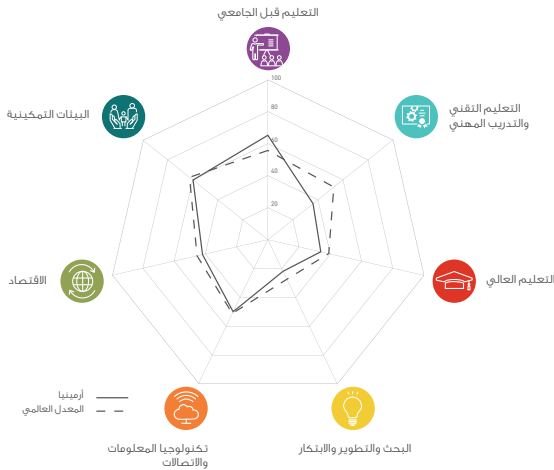 التعليم قبل الجامعي
100
80
60
40
20
التعليم التقني
والتدريب المهني
التعليم العالي
البحث والتطوير والابتكار
تكنولوجيا المعلومات
والاتصالات
الاقتصاد
البيئات التمكينية
أرمينيا
المعدل العالمي